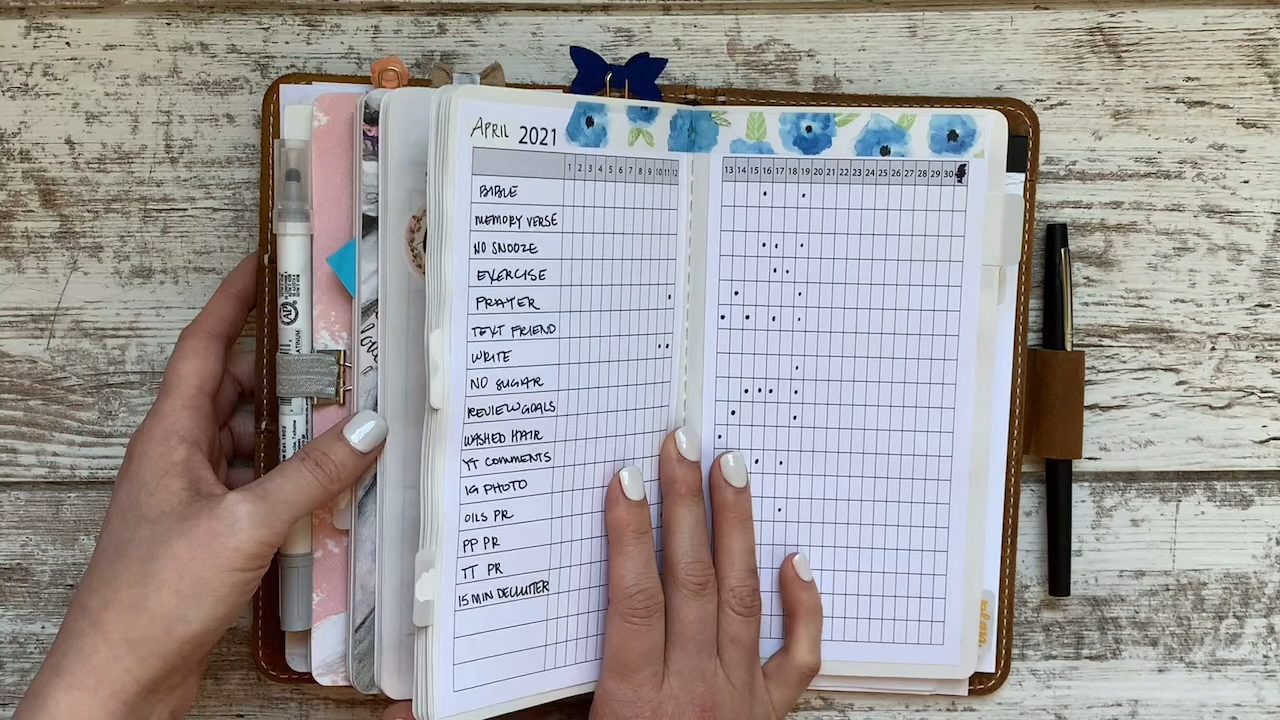 APRIL 2021
1 2 3 4 5 6 7 8 9 10 11 12
BIBLE
MEMORY VERSE
NO SNOOZE
EXERCISE
PRAYER
TEXT FRIEND
WRITE
NO SUGAR
REVIEW GOALS
WASHED HAIR
YT COMMENTS
IG PHOTO
OILS PR
PP PR
TT PR
15 MIN DECLUTTER
13 14 15 16 17 18 19 20 21 22 23 24 25 26 27 28 29 30